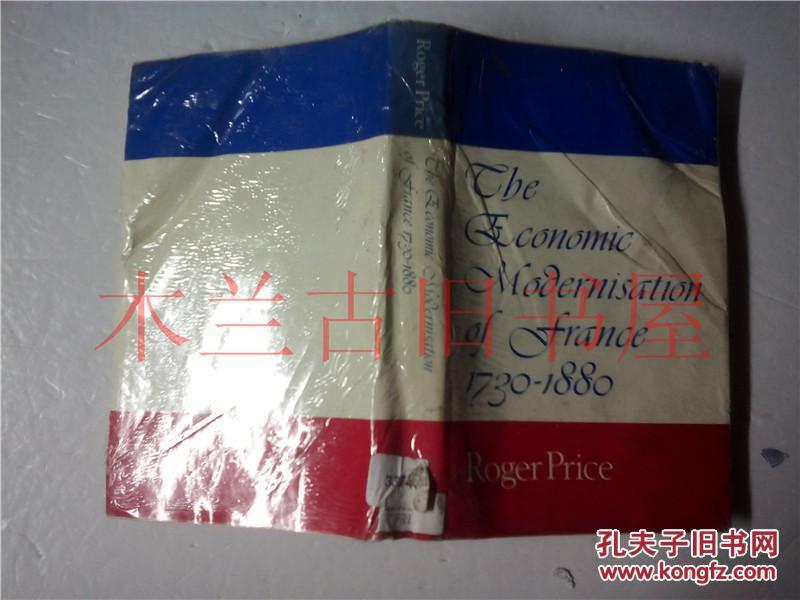 Roger Price
The Economic Modernisation
of France 1730-1880
The
Economic
Modernisation
of France
1730-1880
Roger Price
木兰古旧书屋
孔夫子旧书网
www.kongfz.com